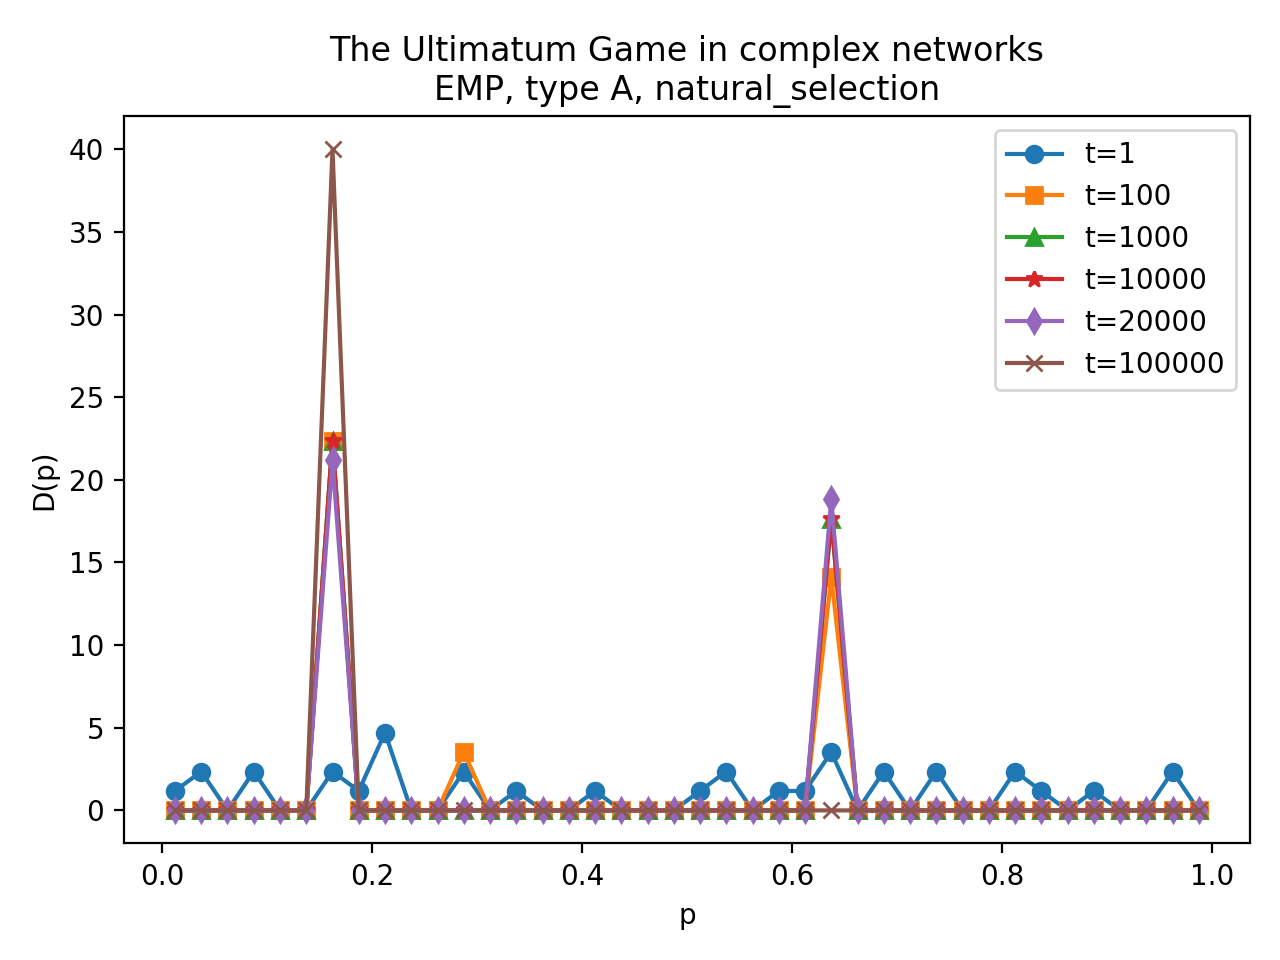 The Ultimatum Game in complex networks
EMP, type A, natural_selection
40
35
30
25
20
15
10
5
0
D(p)
t=1
t=100
t=1000
t=10000
t=20000
t=100000
0.0 0.2 0.4 0.6 0.8 1.0
p